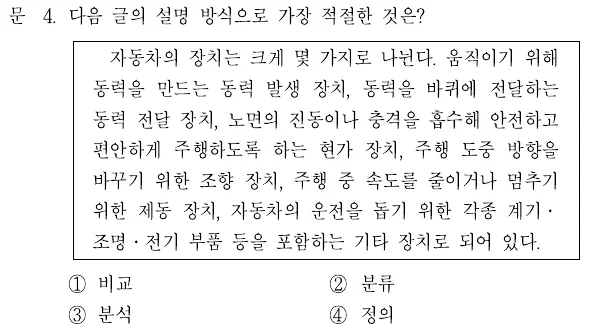 문 4. 다음 글의 설명 방식으로 가장 적절한 것은?
자동차의 장치는 크게 몇 가지로 나뉜다. 움직이기 위해
동력을 만드는 동력 발생 장치, 동력을 바퀴에 전달하는
동력 전달 장치, 노면의 진동이나 충격을 흡수해 안전하고
편안하게 주행하도록 하는 현가 장치, 주행 도중 방향을
바꾸기 위한 조향 장치, 주행 중 속도를 줄이거나 멈추기
위한 제동 장치, 자동차의 운전을 돕기 위한 각종 계기·
조명·전기 부품 등을 포함하는 기타 장치로 되어 있다.
① 비교 ② 분류
③ 분석 ④ 정의